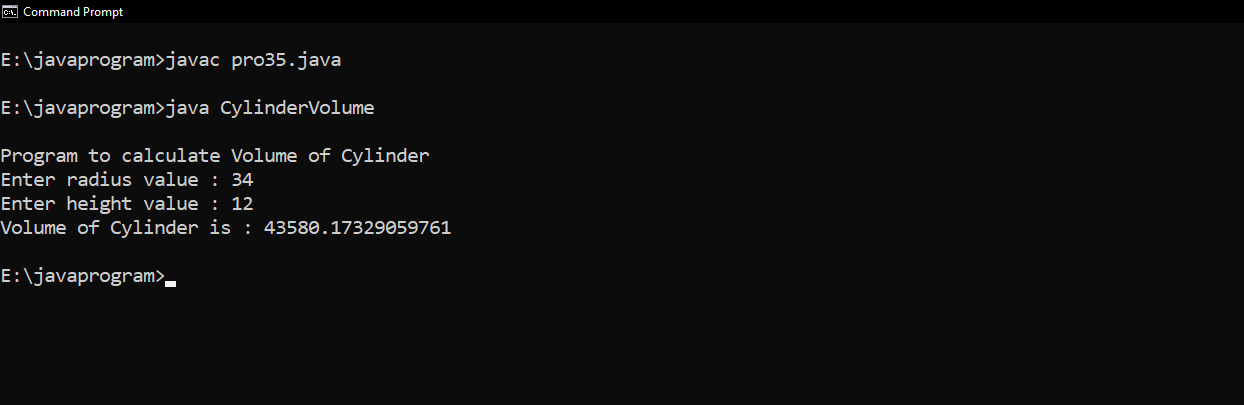 Command Prompt
E:\javaprogram>javac pro35.java
E:\javaprogram>java CylinderVolume
Program to calculate Volume of Cylinder
Enter radius value : 34
Enter height value : 12
Volume of Cylinder is : 43580.17329059761
E:\javaprogram>